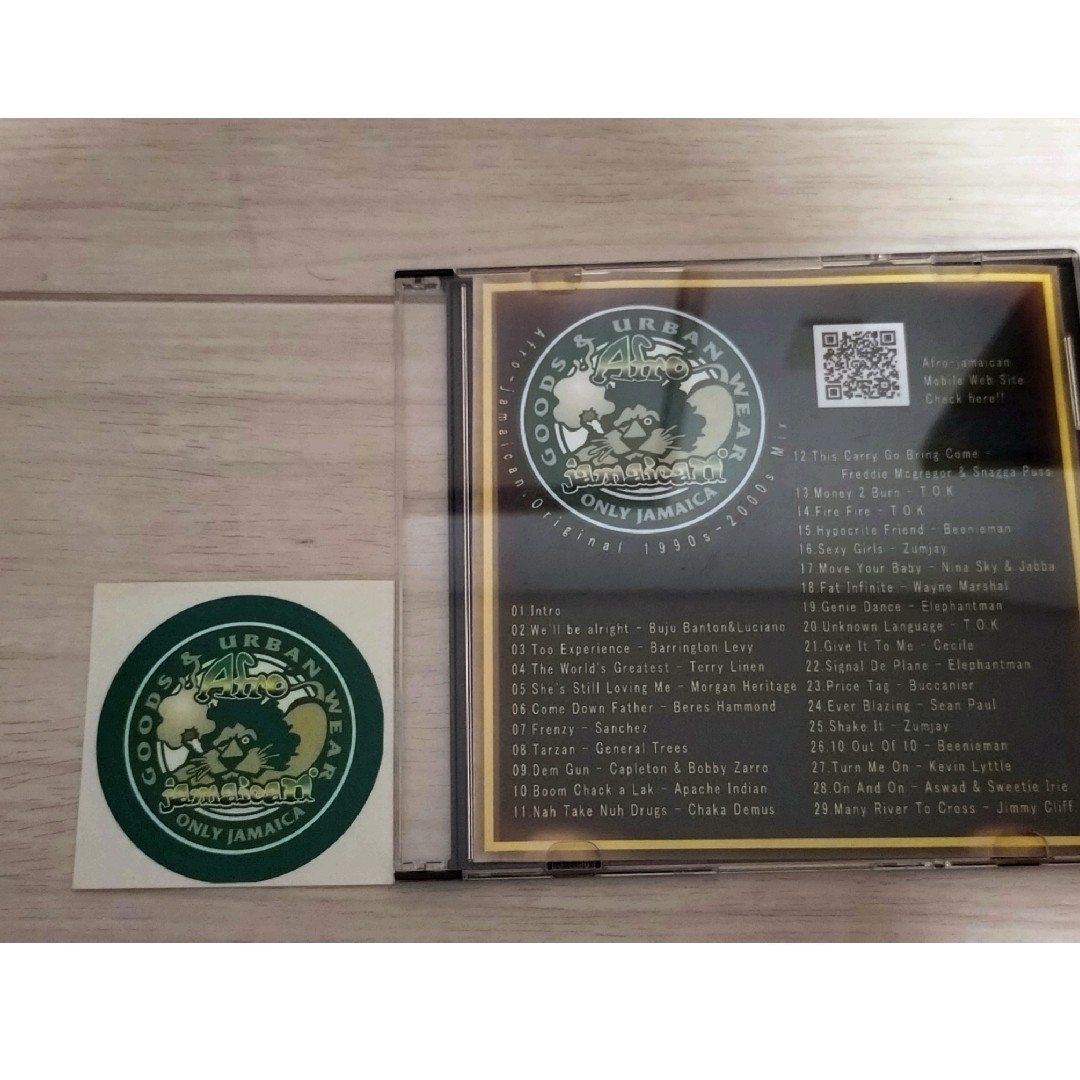 GOODS & URBAN WEAR
Afro
jamaican
ONLY JAMAICA
GOODS & URBAN WEAR
Afro
jamaican
ONLY JAMAICA
Afro-jamaican.Original 1990s-2000s Mix
Afro-jamaican
Mobile Web Site
Check here!!
01 Intro
02.We'll be alright - Buju Banton&Luciano
03.Too Experience - Barrington Levy
04.The World's Greatest - Terry Linen
05.She's Still Loving Me - Morgan Heritage
06.Come Down Father - Beres Hammond
07.Frenzy - Sanchez
08.Tarzan - General Trees
09.Dem Gun - Capleton & Bobby Zarro
10.Boom Chack a Lak - Apache Indian
11.Nah Take Nuh Drugs - Chaka Demus
12.This Carry Go Bring Come -
Freddie Mcgregor & Snagga Puss
13.Money 2 Burn - T.O.K
14.Fire Fire - T.O.K
15.Hypocrite Friend - Beenieman
16.Sexy Girls - Zumjay
17.Move Your Baby - Nina Sky & Jabba
18.Fat Infinite - Wayne Marshal
19.Genie Dance - Elephantman
20.Unknown Language - T.O.K
21.Give It To Me - Cecile
22.Signal De Plane - Elephantman
23.Price Tag - Buccanier
24.Ever Blazing - Sean Paul
25.Shake It - Zumjay
26.10 Out Of 10 - Beenieman
27.Turn Me On - Kevin Lyttle
28.On And On - Aswad & Sweetie Irie
29.Many River To Cross - Jimmy Cliff